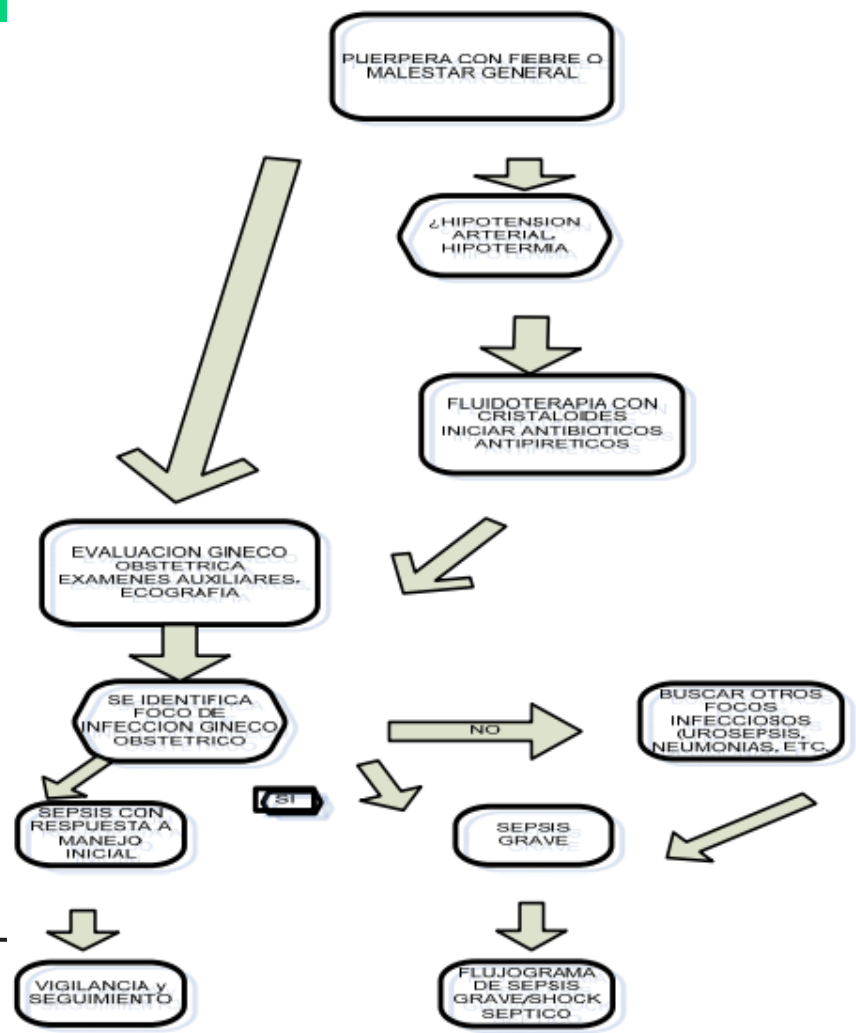 PUERPERA CON FIEBRE O
MALESTAR GENERAL
¿HIPOTENSION
ARTERIAL.
HIPOTERMIA
FLUIDOTERAPIA CON
CRISTALOIDES
INICIAR ANTIBIOTICOS
ANTIPIRETICOS
EVALUACION GINECO
OBSTETRICA
EXAMENES AUXILIARES.
ECOGRAFIA
SE IDENTIFICA
FOCO DE
INFECCION GINECO
OBSTETRICO
NO
BUSCAR OTROS
FOCOS
INFECCIOSOS
(UROSEPSIS,
NEUMONIAS, ETC.
SI
SEPSIS CON
RESPUESTA A
MANEJO
INICIAL
SEPSIS
GRAVE
VIGILANCIA y
SEGUIMIENTO
FLUJOGRAMA
DE SEPSIS
GRAVE/SHOCK
SEPTICO